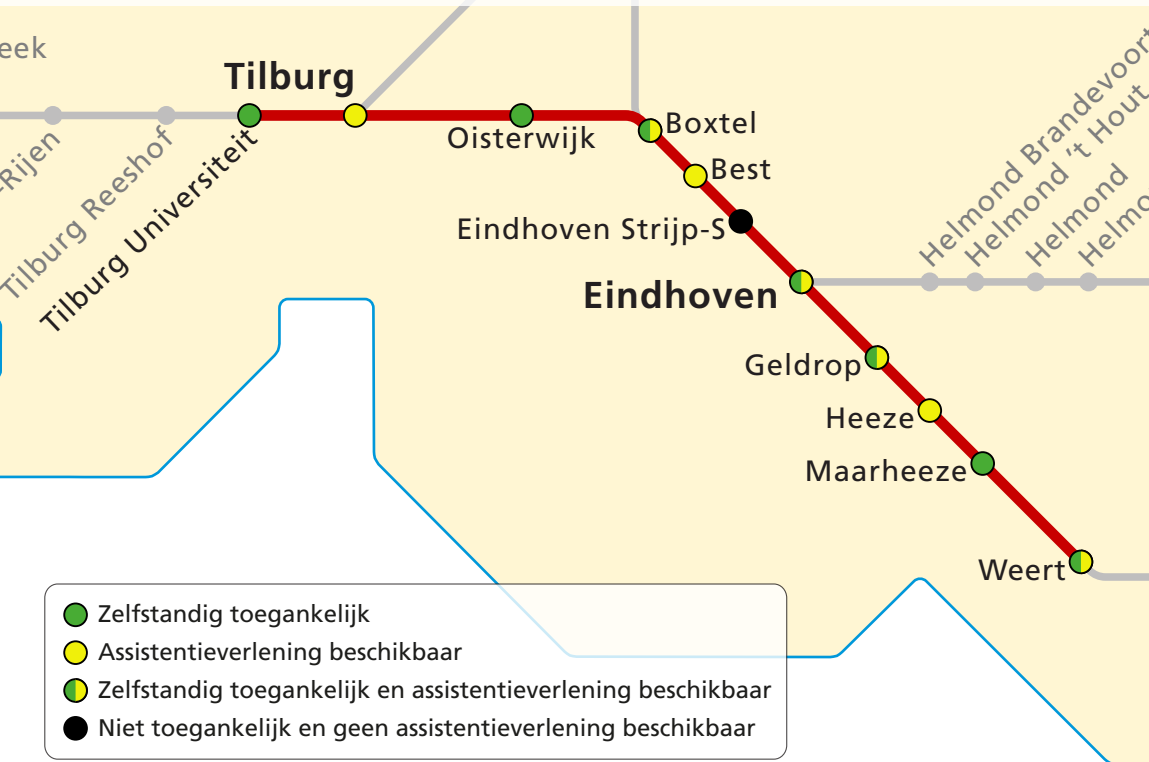 eek
Tilburg
-Rijen
Tilburg Reeshof
Tilburg Universiteit
Oisterwijk
Boxtel
Best
Eindhoven Strijp-S
Eindhoven
Helmond Brandevoort
Helmond 't Hout
Helmond
Helmo
Geldrop
Heeze
Maarheeze
Weert
Zelfstandig toegankelijk
Assistentieverlening beschikbaar
Zelfstandig toegankelijk en assistentieverlening beschikbaar
Niet toegankelijk en geen assistentieverlening beschikbaar